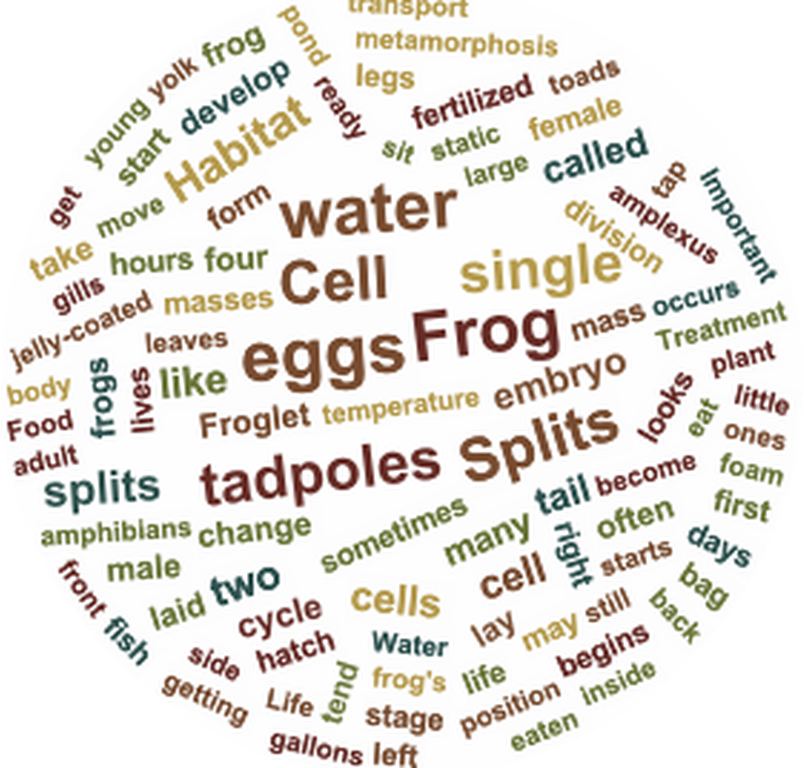 transport
pond
metamorphosis
frog
yolk
legs
develop
ready
fertilized
toads
young
start
Habitat
sit
static
female
large
called
get
move
form
water
tap
Important
amplexus
division
take
hours
four
Cell
single
gills
masses
jelly-coated
leaves
eggs
Frog
mass
occurs
Treatment
body
frogs
lives
like
Froglet
temperature
embryo
looks
plant
little
Food
eat
ones
adult
splits
tadpoles
Splits
tail
become
foam
first
amphibians
change
sometimes
many
often
days
male
right
starts
cell
bag
front
fish
laid
two
cycle
cells
lay
may
still
back
side
hatch
Water
begins
getting
Life
tend
frog's
life
position
inside
stage
eaten
gallons
left